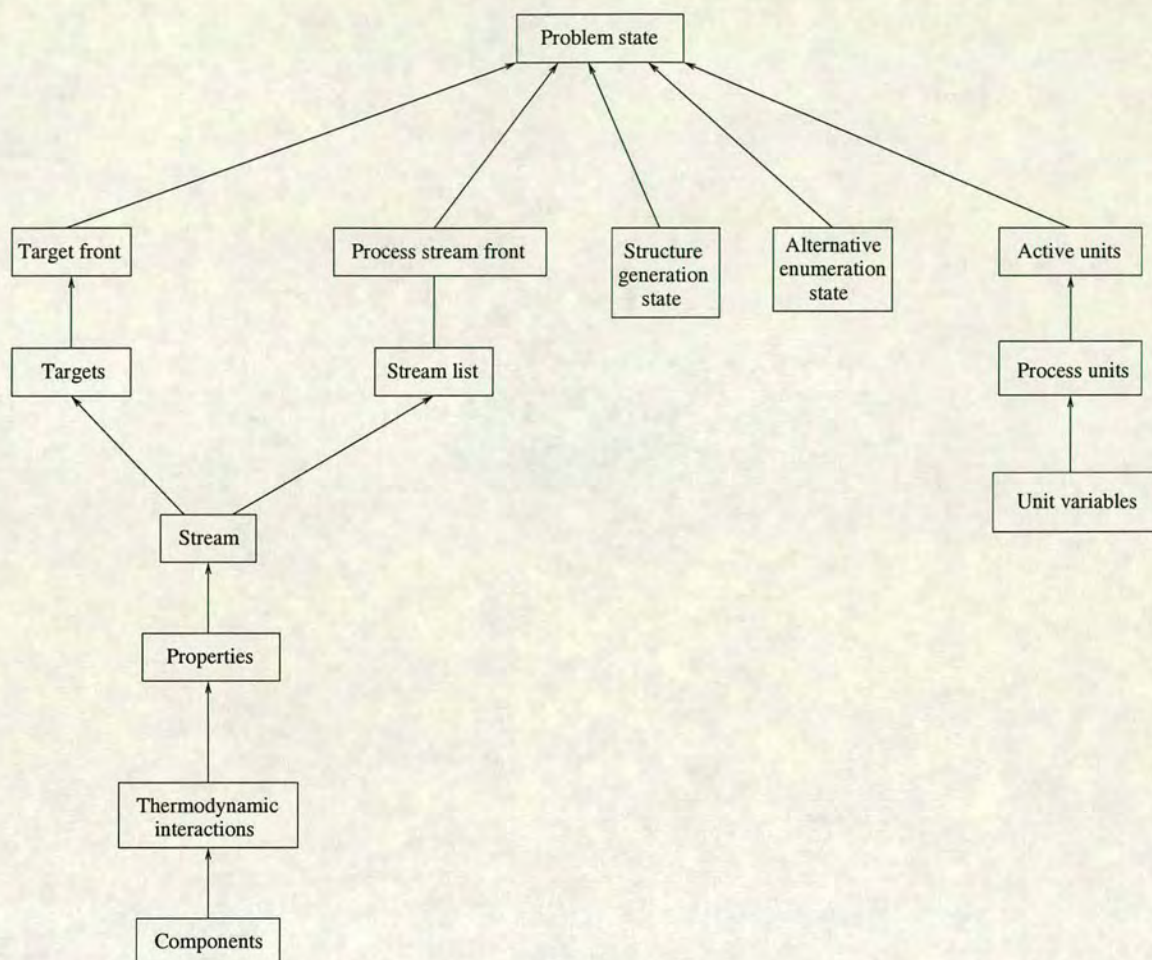 Problem state
Target front
Process stream front
Structure
generation
state
Alternative
enumeration
state
Active units
Targets
Stream list
Process units
Unit variables
Stream
Properties
Thermodynamic
interactions
Components